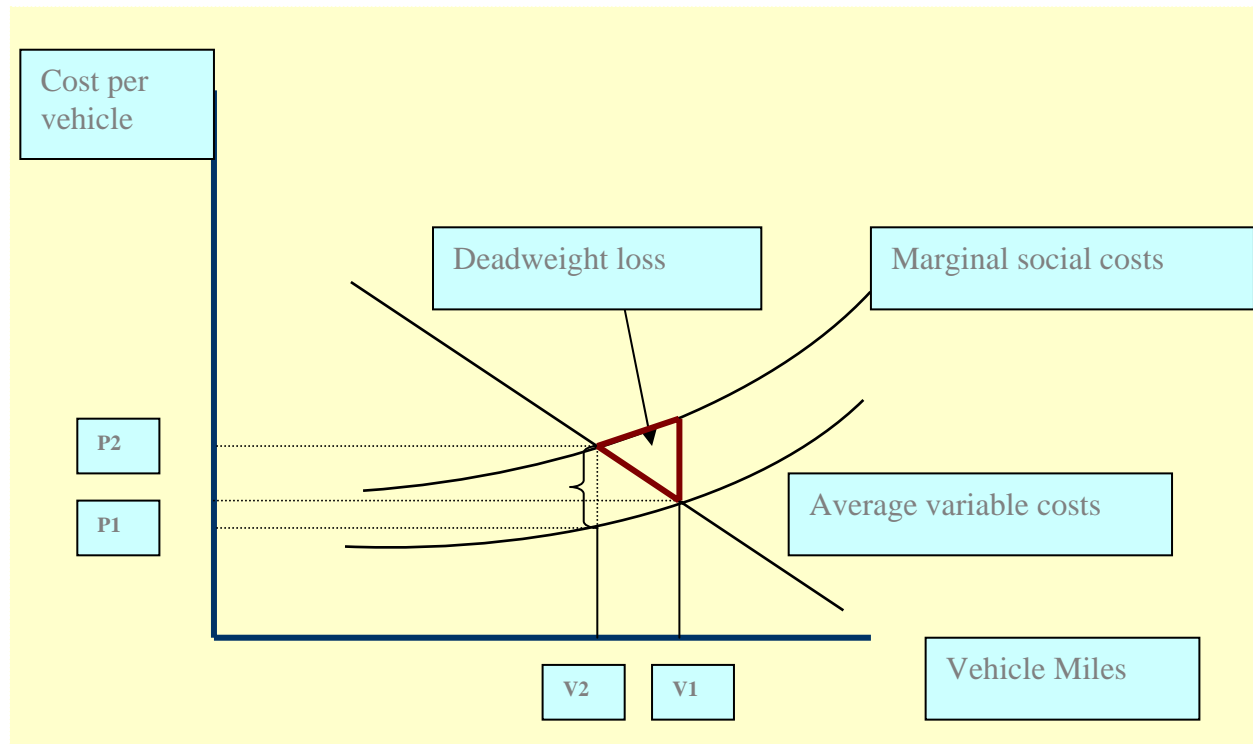 Cost per
vehicle
Deadweight loss
Marginal social costs
P2
P1
Average variable costs
V2
V1
Vehicle Miles